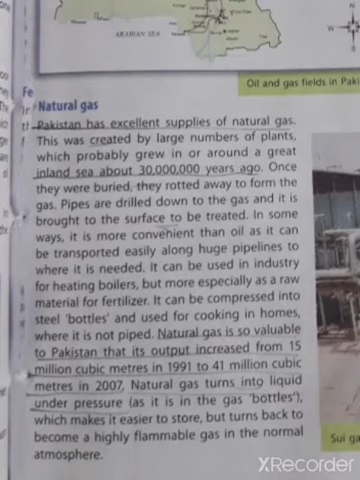 ARABIAN SEA
Oil and gas fields in Paki
Fe
Natural gas
Pakistan has excellent supplies of natural gas.
This was created by large numbers of plants,
which probably grew in or around a great
inland sea about 30,000,000 years ago. Once
they were buried, they rotted away to form the
gas. Pipes are drilled down to the gas and it is
brought to the surface to be treated. In some
ways, it is more convenient than oil as it can
be transported easily along huge pipelines to
where it is needed. It can be used in industry
for heating boilers, but more especially as a raw
material for fertilizer. It can be compressed into
steel 'bottles' and used for cooking in homes,
where it is not piped. Natural gas is so valuable
to Pakistan that its output increased from 15
million cubic metres in 1991 to 41 million cubic
metres in 2007. Natural gas turns into liquid
under pressure (as it is in the gas 'bottles'),
which makes it easier to store, but turns back to
become a highly flammable gas in the normal
atmosphere.
Sui ga
XRecorder